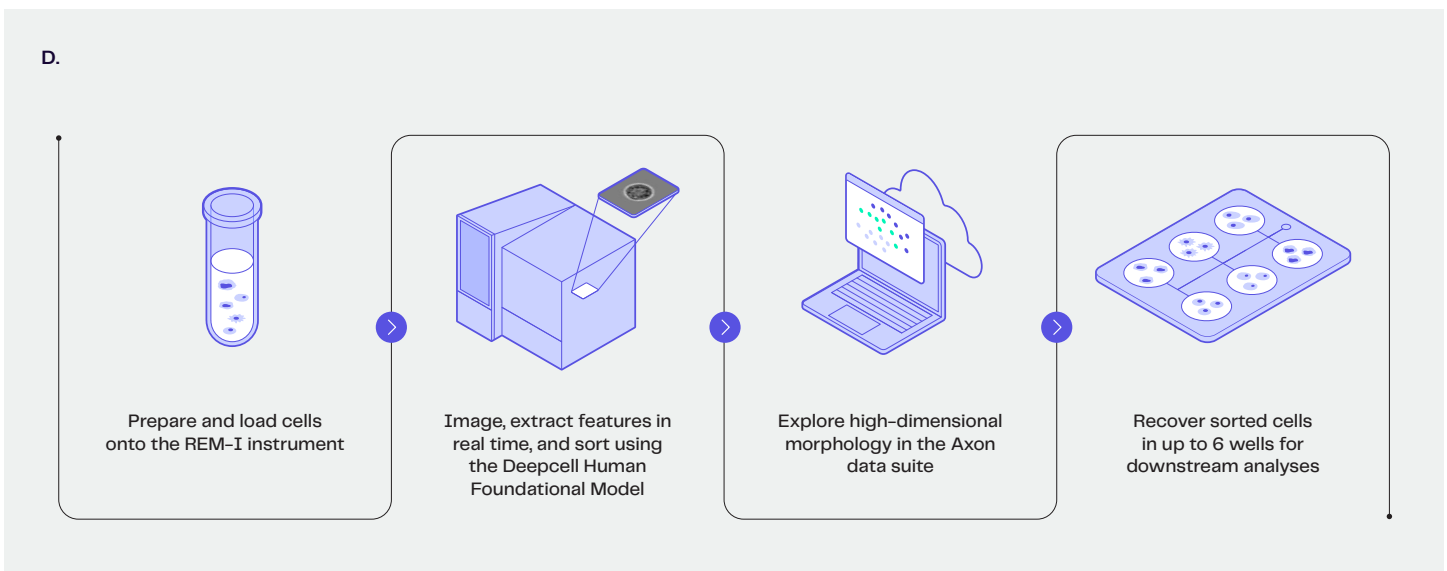 D.
Prepare and load cells
onto the REM-I instrument
Image, extract features in
real time, and sort using
the Deepcell Human
Foundational Model
Explore high-dimensional
morphology in the Axon
data suite
Recover sorted cells
in up to 6 wells for
downstream analyses